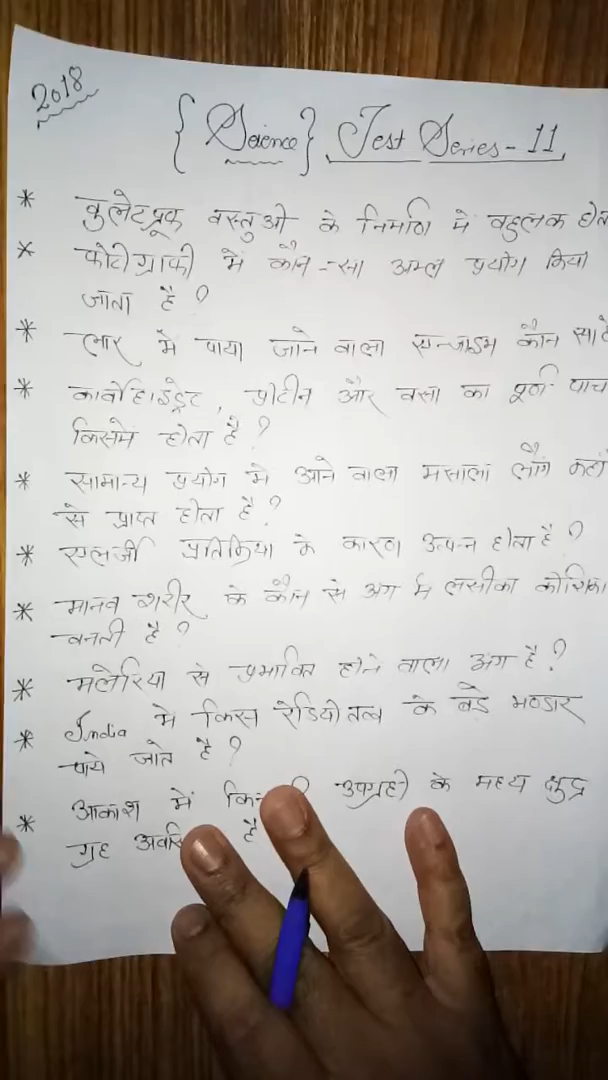 2018
{Science} Test Series - 11
* बुलेटप्रूफ वस्तुओ के निर्माण में बहुलक होत
* फोटोग्राफी में कौन-सा अम्ल प्रयोग किया
जाता है ?
* लार में पाया जाने वाला एन्जाइम कौन सा है
* कार्बोहाइड्रेट, प्रोटीन और वसा का पूर्ण पाच
किसमें होता है ?
* सामान्य प्रयोग में आने वाला मसाला लौंग कहाँ
से प्राप्त होता है ?
* एलर्जी प्रतिक्रिया के कारण उत्पन्न होता है ?
* मानव शरीर के कौन से अंग में लसीका कोशिका
बनती है ?
* मलेरिया से प्रभावित होने वाला अंग है ?
* India में किस रेडियोतत्व के बडे भण्डार
पाये जाते है ?
* आकाश में उपग्रहो के मध्य क्षुद्र
ग्रह है